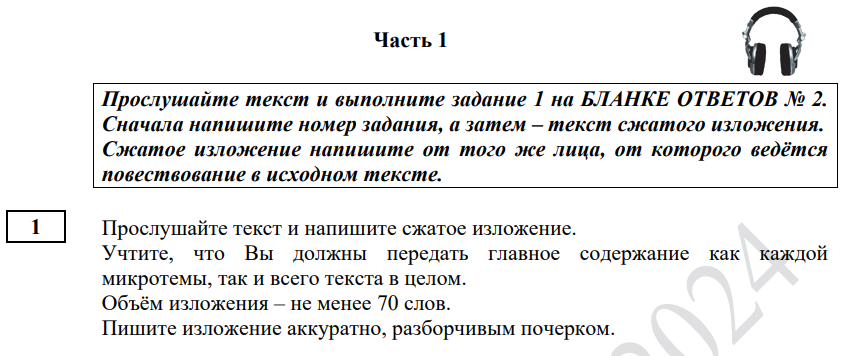 Часть 1
Прослушайте текст и выполните задание 1 на БЛАНКЕ ОТВЕТОВ № 2.
Сначала напишите номер задания, а затем – текст сжатого изложения.
Сжатое изложение напишите от того же лица, от которого ведётся
повествование в исходном тексте.
1
Прослушайте текст и напишите сжатое изложение.
Учтите, что Вы должны передать главное содержание как каждой
микротемы, так и всего текста в целом.
Объём изложения – не менее 70 слов.
Пишите изложение аккуратно, разборчивым почерком.
2024